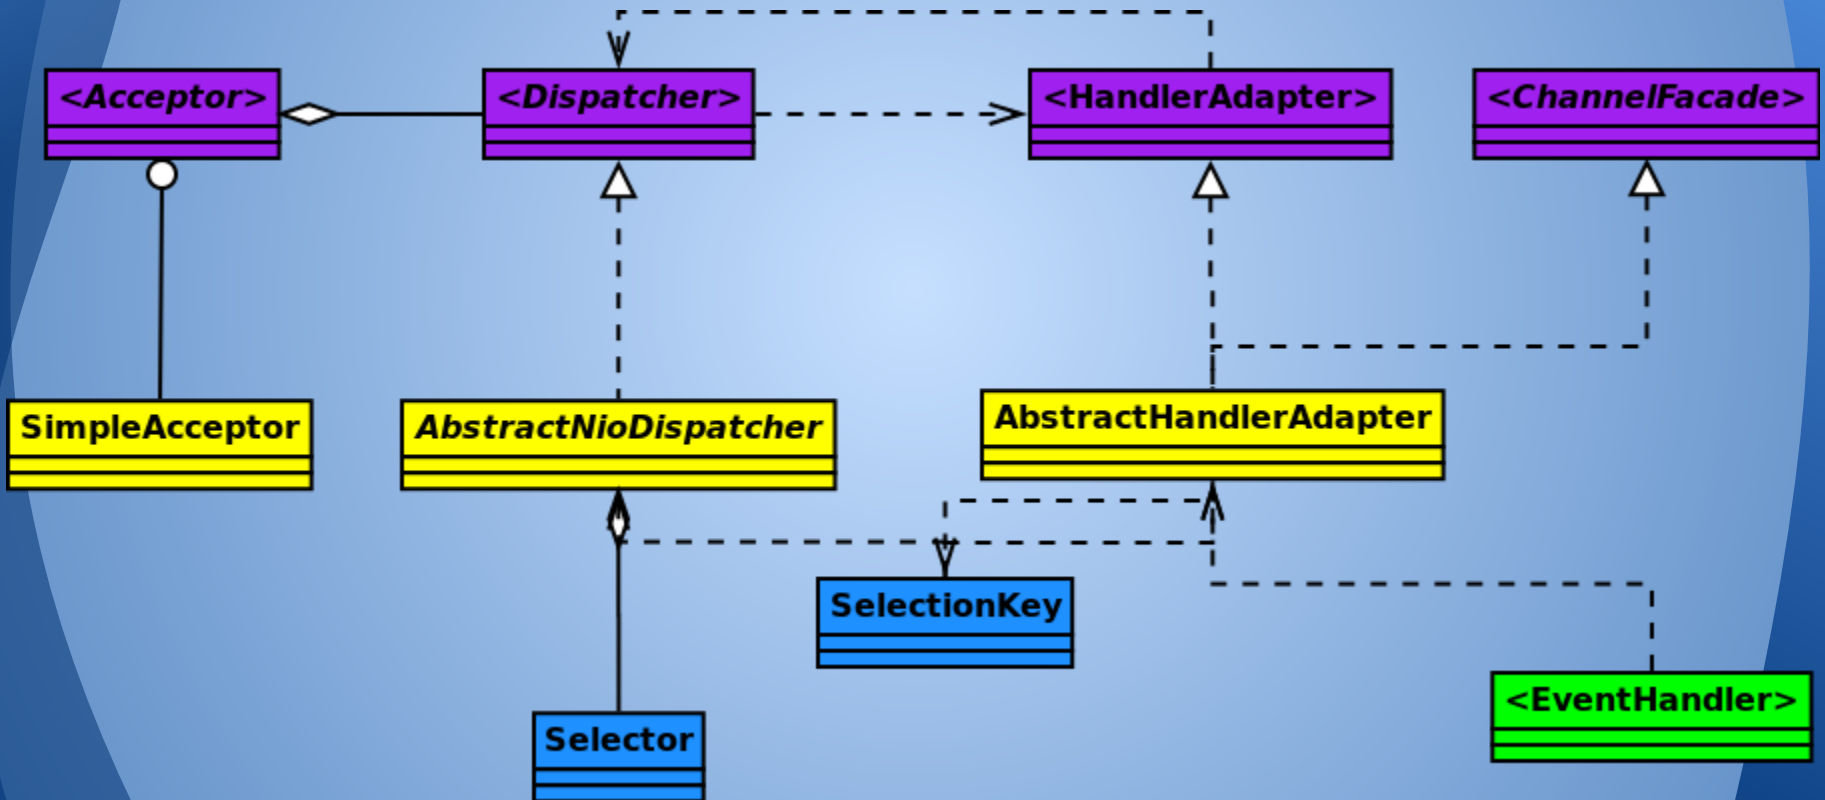 <Acceptor>
<Dispatcher>
<HandlerAdapter>
<ChannelFacade>
SimpleAcceptor
AbstractNioDispatcher
AbstractHandlerAdapter
SelectionKey
<EventHandler>
Selector